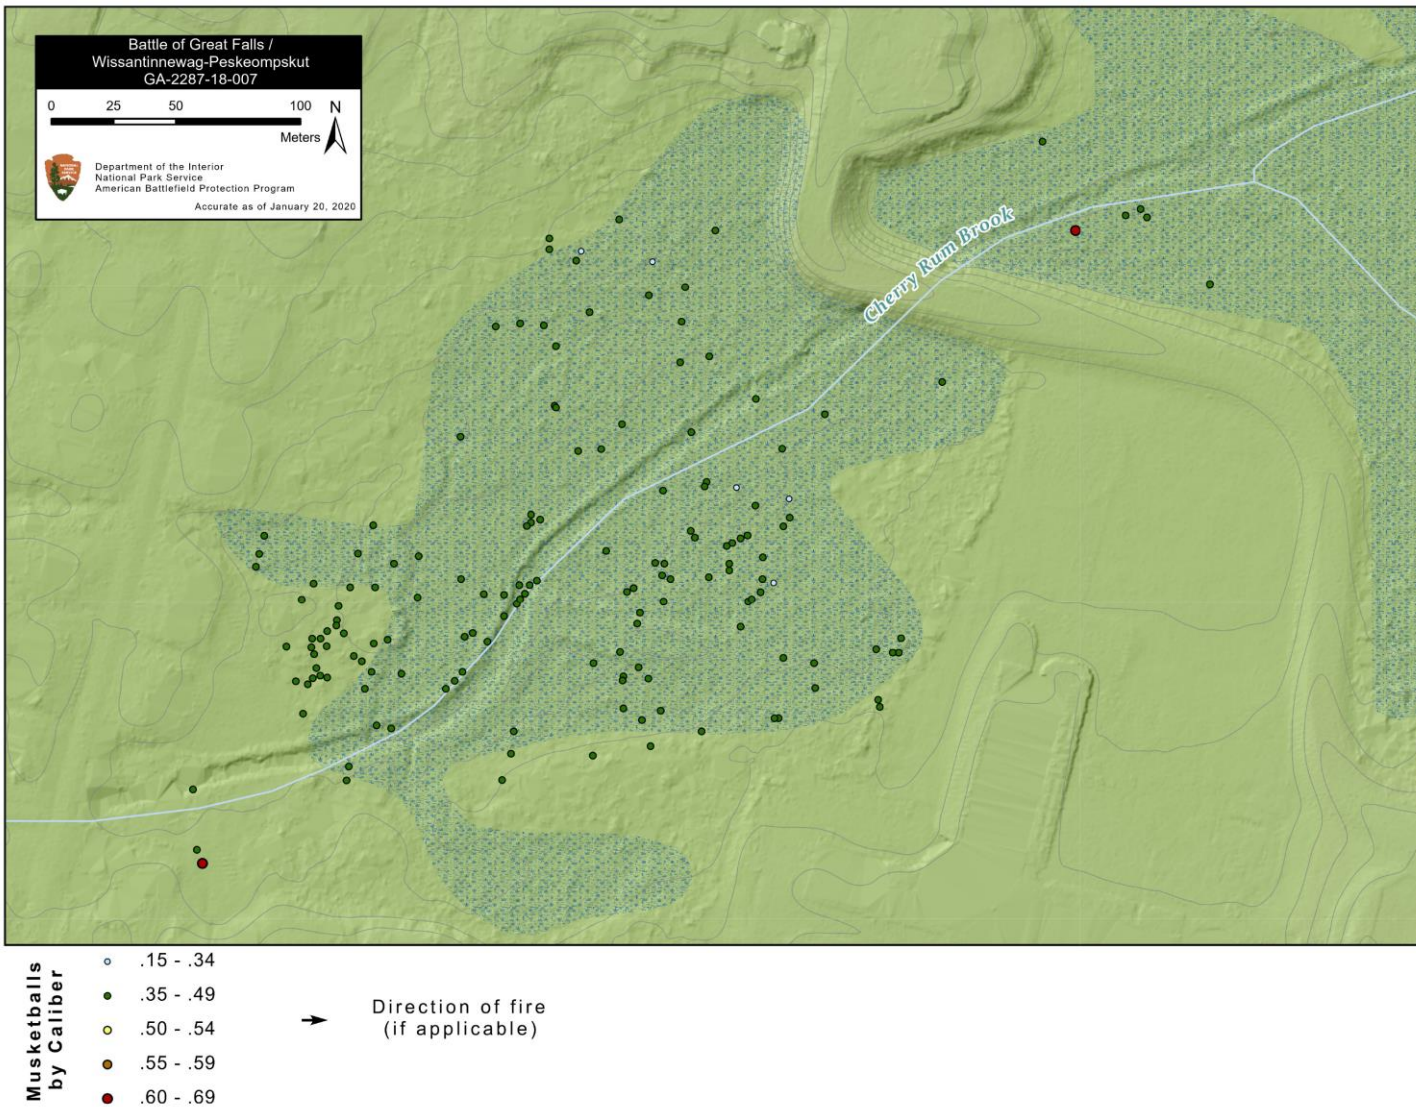 Battle of Great Falls /
Wissantinnewag-Peskeompskut
GA-2287-18-007
0 25 50 100 N
Meters
Department of the Interior
National Park Service
American Battlefield Protection Program
Accurate as of January 20, 2020
Cherry Rum Brook
Musketballs
by Caliber
.15 - .34
.35 - .49
.50 - .54
.55 - .59
.60 - .69
Direction of fire
(if applicable)